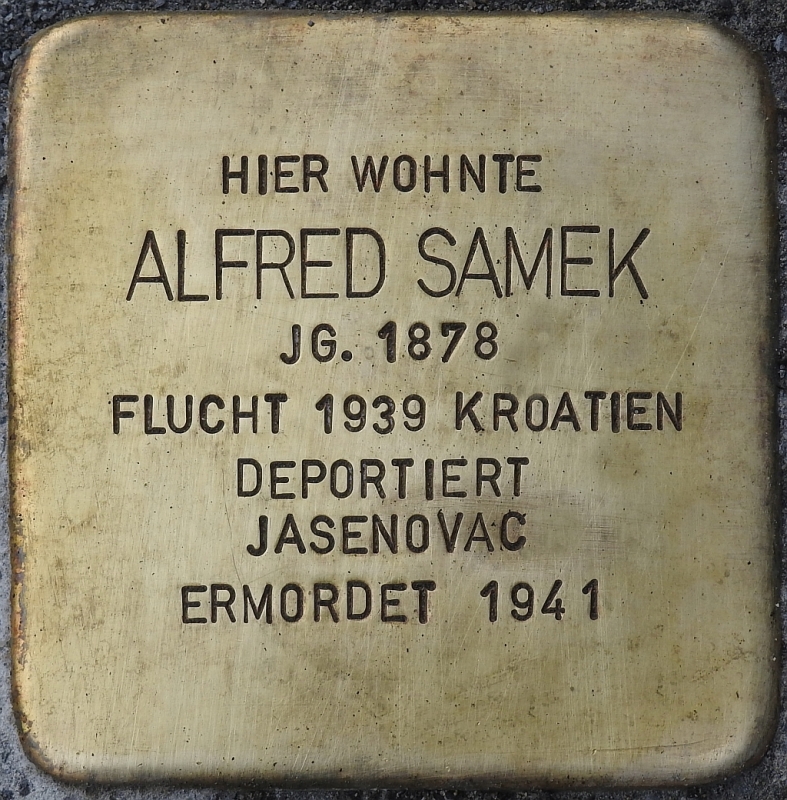 HIER WOHNTE
ALFRED SAMEK
JG. 1878
FLUCHT 1939 KROATIEN
DEPORTIERT
JASENOVAC
ERMORDET 1941